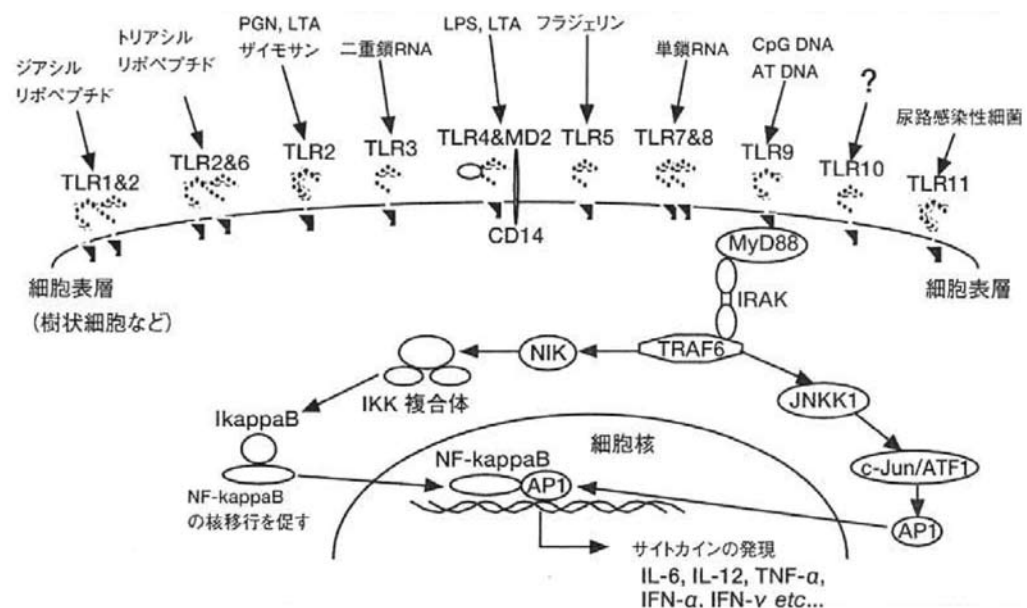 ジアシル
リポペプチド
トリアシル
リポペプチド
PGN, LTA
ザイモサン
二重鎖RNA
LPS, LTA
フラジェリン
単鎖RNA
CpG DNA
AT DNA
?
尿路感染性細菌
TLR1&2
TLR2&6
TLR2
TLR3
TLR4&MD2
TLR5
TLR7&8
TLR9
TLR10
TLR11
CD14
MyD88
細胞表層
(樹状細胞など)
細胞表層
IRAK
TRAF6
NIK
IKK 複合体
JNKK1
IkappaB
細胞核
c-Jun/ATF1
NF-kappaB
AP1
NF-kappaB
の核移行を促す
AP1
サイトカインの発現
IL-6, IL-12, TNF-α,
IFN-α, IFN-γ etc...